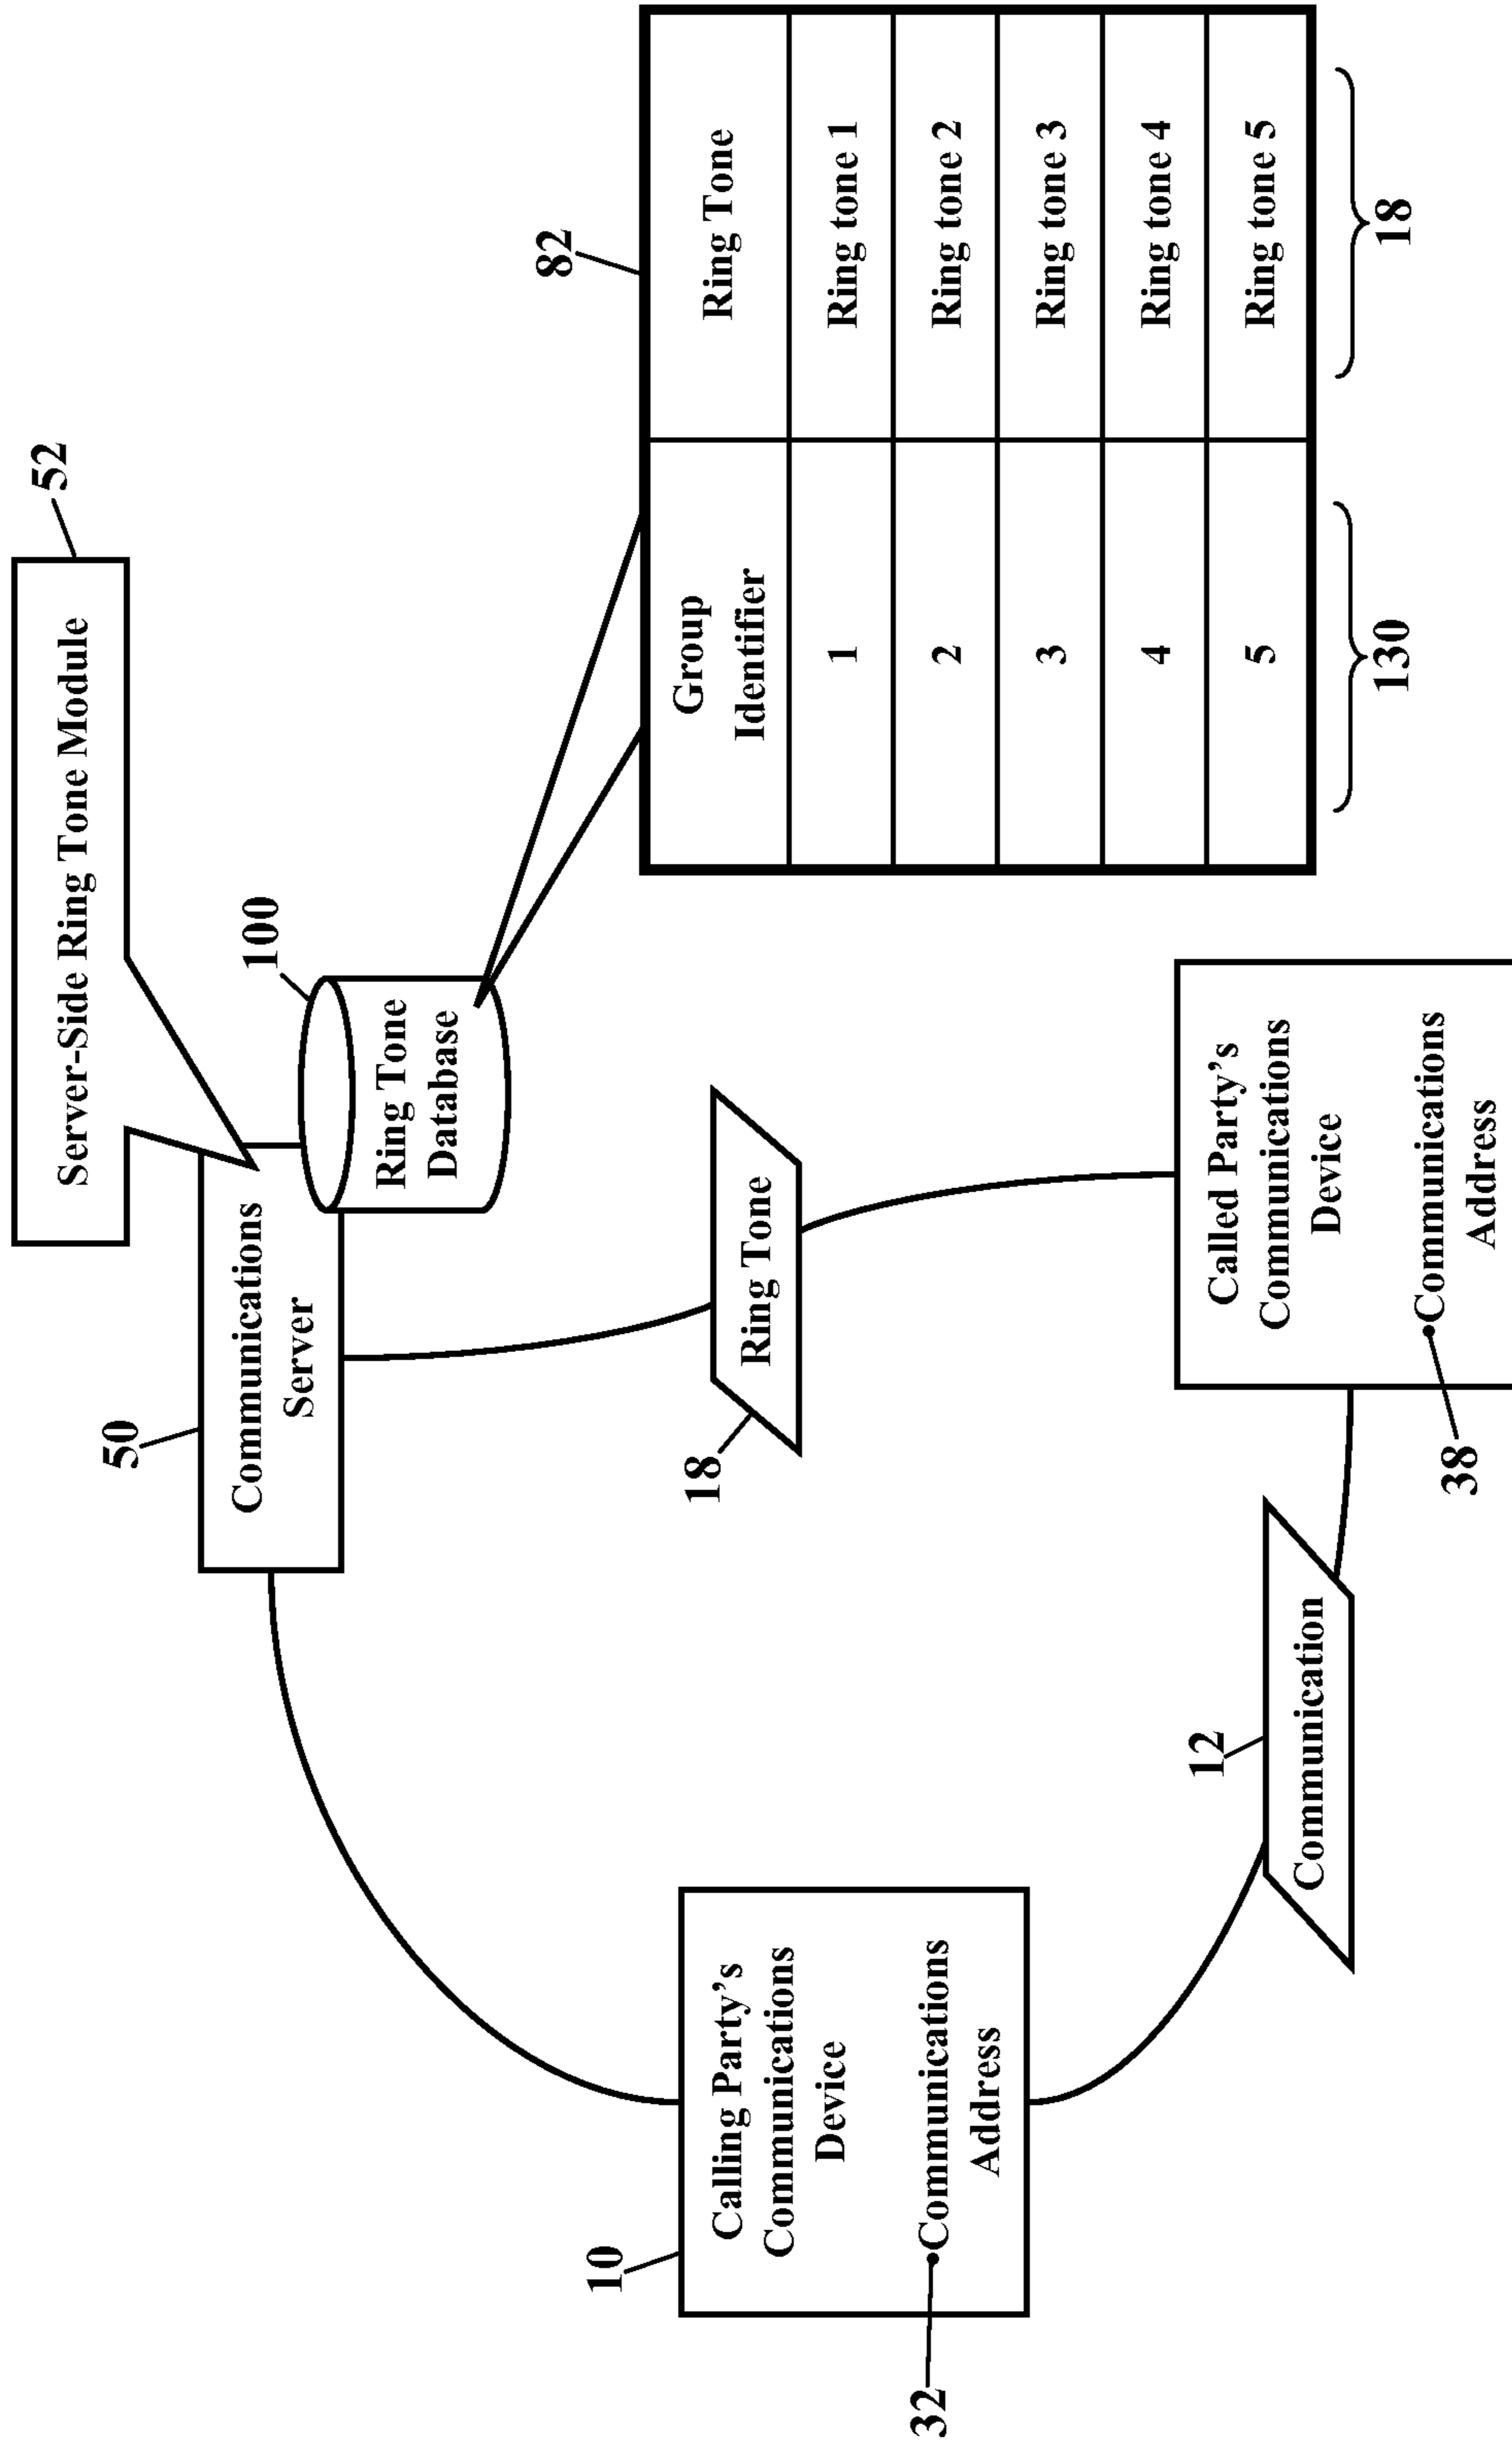 52
Server-Side Ring Tone Module
50
Communications
Server
100
Ring Tone
Database
82
Group
Identifier
Ring Tone
1
Ring tone 1
2
Ring tone 2
3
Ring tone 3
4
Ring tone 4
5
Ring tone 5
130
18
10
Calling Party's
Communications
Device
Communications
Address
32
18
Ring Tone
12
Communication
Called Party's
Communications
Device
Communications
Address
38